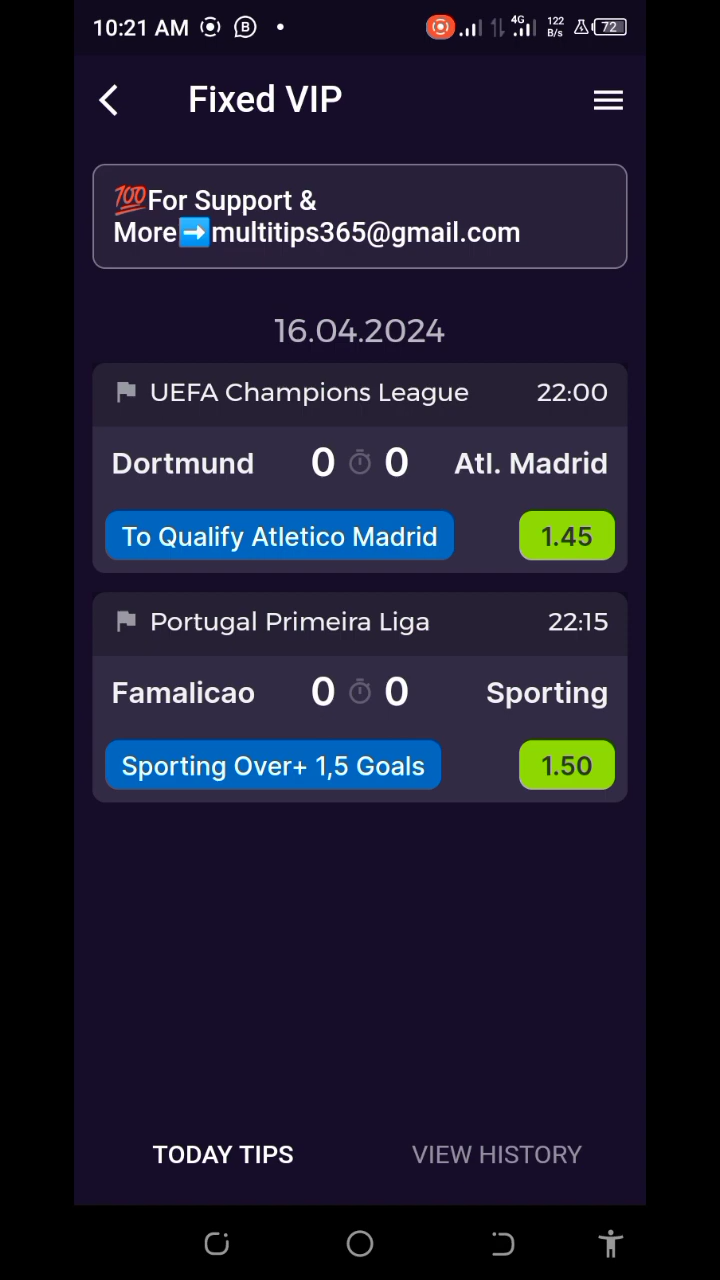 10:21 AM B 4G 122 B/s 72
Fixed VIP
💯For Support &
More➡️multitips365@gmail.com
16.04.2024
UEFA Champions League 22:00
Dortmund 0 0 Atl. Madrid
To Qualify Atletico Madrid 1.45
Portugal Primeira Liga 22:15
Famalicao 0 0 Sporting
Sporting Over+ 1,5 Goals 1.50
TODAY TIPS VIEW HISTORY